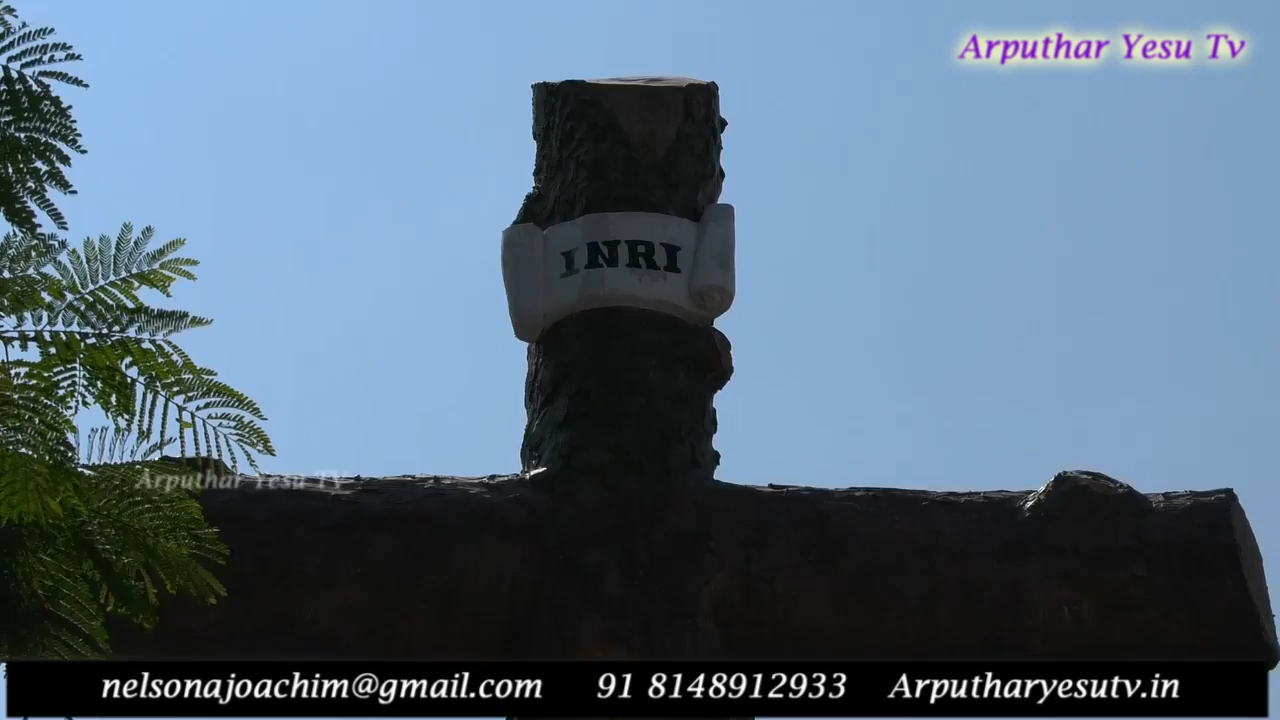 Arputhar Yesu Tv
INRI
Arputhar Yesu TV
nelsonajoachim@gmail.com 91 8148912933 Arputharyesutv.in